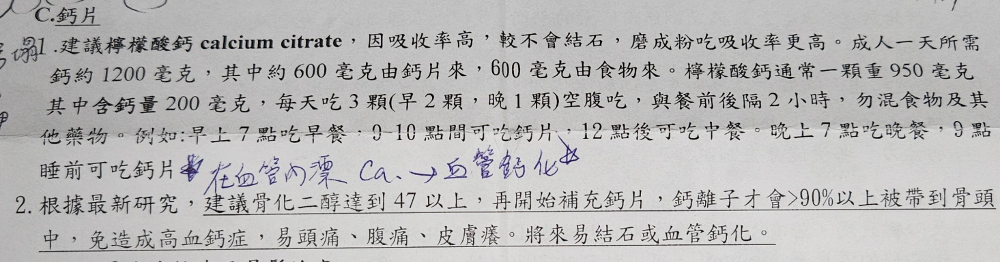 C.鈣片
1.建議檸檬酸鈣 calcium citrate,因吸收率高,較不會結石,磨成粉吃吸收率更高。成人一天所需
鈣約 1200 毫克,其中約 600 毫克由鈣片來,600 毫克由食物來。檸檬酸鈣通常一顆重 950 毫克
其中含鈣量 200 毫克,每天吃 3 顆(早 2 顆,晚 1 顆)空腹吃,與餐前後隔 2 小時,勿混食物及其
他藥物。例如:早上 7 點吃早餐,9-10 點間可吃鈣片,12 點後可吃中餐。晚上 7 點吃晚餐,9 點
睡前可吃鈣片 在血管內漂 Ca. → 血管鈣化
2. 根據最新研究,建議骨化二醇達到 47 以上,再開始補充鈣片,鈣離子才會>90%以上被帶到骨頭
中,免造成高血鈣症,易頭痛、腹痛、皮膚癢。將來易結石或血管鈣化。